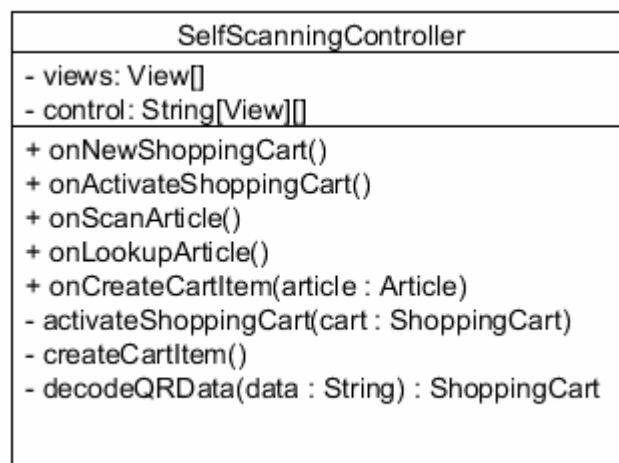 SelfScanningController
- views: View[]
- control: String[View][]
+ onNewShoppingCart()
+ onActivateShoppingCart()
+ onScanArticle()
+ onLookupArticle()
+ onCreateCartItem(article : Article)
- activateShoppingCart(cart : ShoppingCart)
- createCartItem()
- decodeQRData(data : String) : ShoppingCart